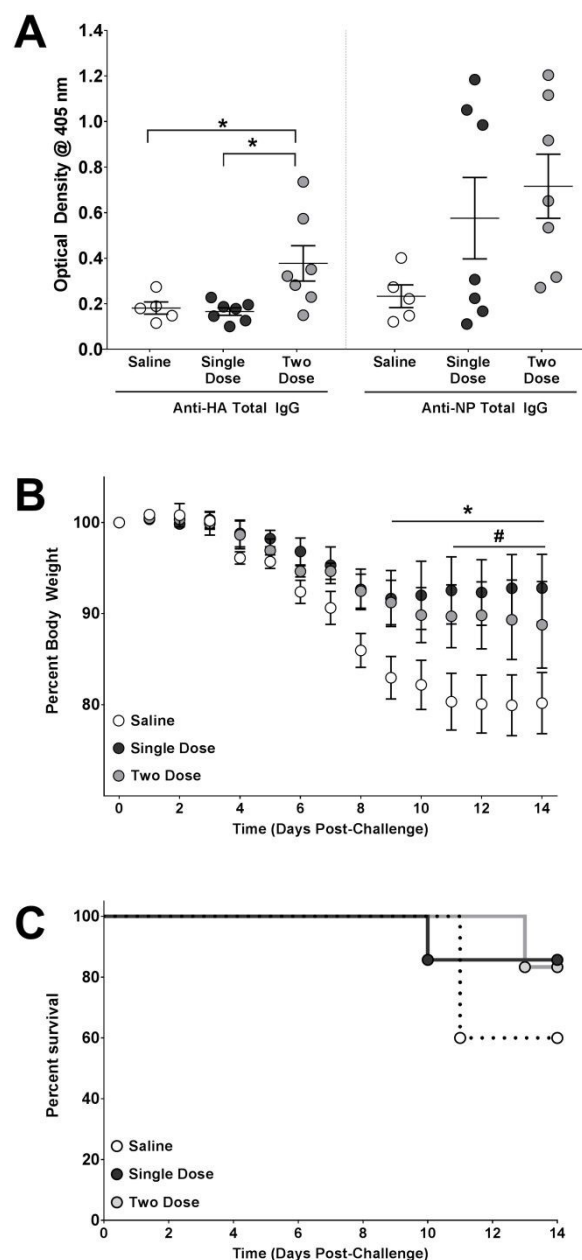 A
Optical Density @ 405 nm
1.4
1.2
1.0
0.8
0.6
0.4
0.2
0.0
*
*
Saline
Single
Dose
Two
Dose
Saline
Single
Dose
Two
Dose
Anti-HA Total IgG
Anti-NP Total IgG
B
Percent Body Weight
100
90
80
*
#
Saline
Single Dose
Two Dose
0 2 4 6 8 10 12 14
Time (Days Post-Challenge)
C
Percent survival
100
80
60
40
20
0
Saline
Single Dose
Two Dose
0 2 4 6 8 10 12 14
Time (Days Post-Challenge)